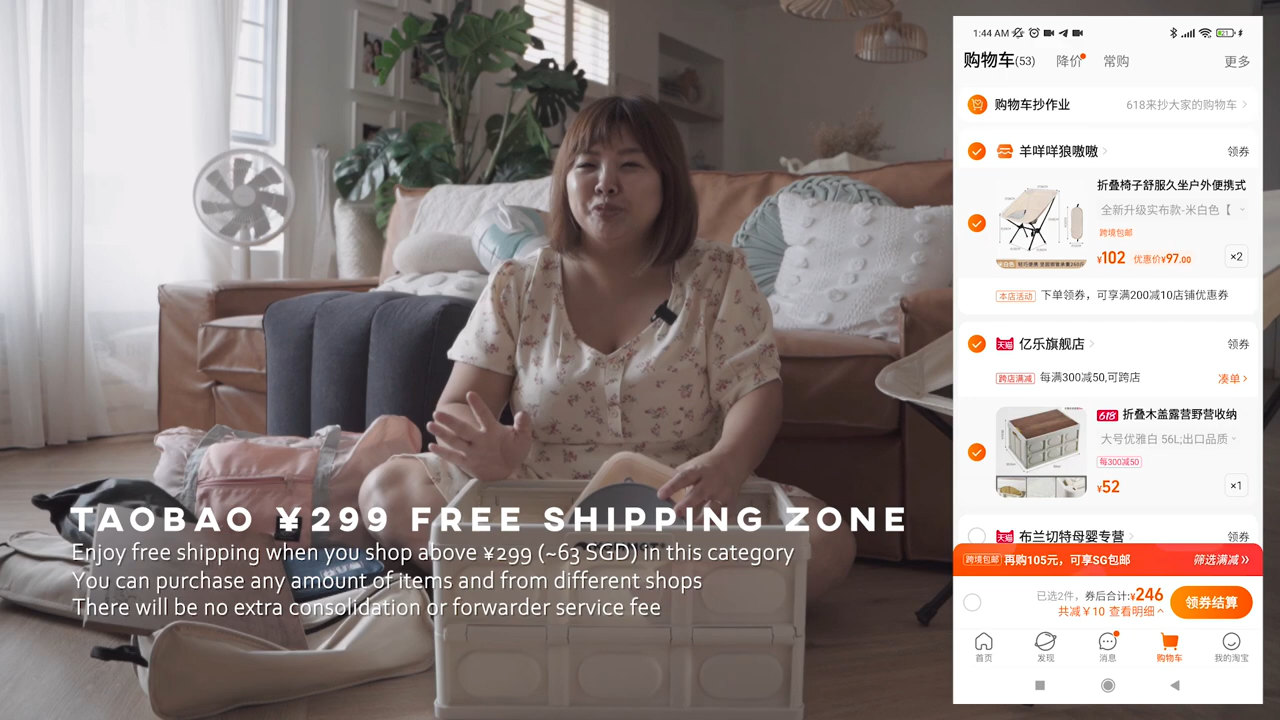 TAOBAO ¥299 FREE SHIPPING ZONE
Enjoy free shipping when you shop above ¥299 (~63 SGD) in this category
You can purchase any amount of items and from different shops
There will be no extra consolidation or forwarder service fee
1:44 AM
21
购物车(53) 降价 常购 更多
购物车抄作业 618来抄大家的购物车
羊咩咩狼嗷嗷 领券
折叠椅子舒服久坐户外便携式
全新升级实布款-米白色【
跨境包邮
¥102 优惠价¥97.00 ×2
本店活动 下单领券，可享满200减10店铺优惠券
天猫 亿乐旗舰店 领券
跨店满减 每满300减50,可跨店 凑单
618 折叠木盖露营野营收纳
大号优雅白 56L;出口品质
每300减50
¥52 ×1
天猫 布兰切特母婴专营 领券
跨境包邮 再购105元，可享SG包邮 筛选满减
已选2件，券后合计:¥246
共减￥10 查看明细
领券结算
首页 发现 消息 购物车 我的淘宝